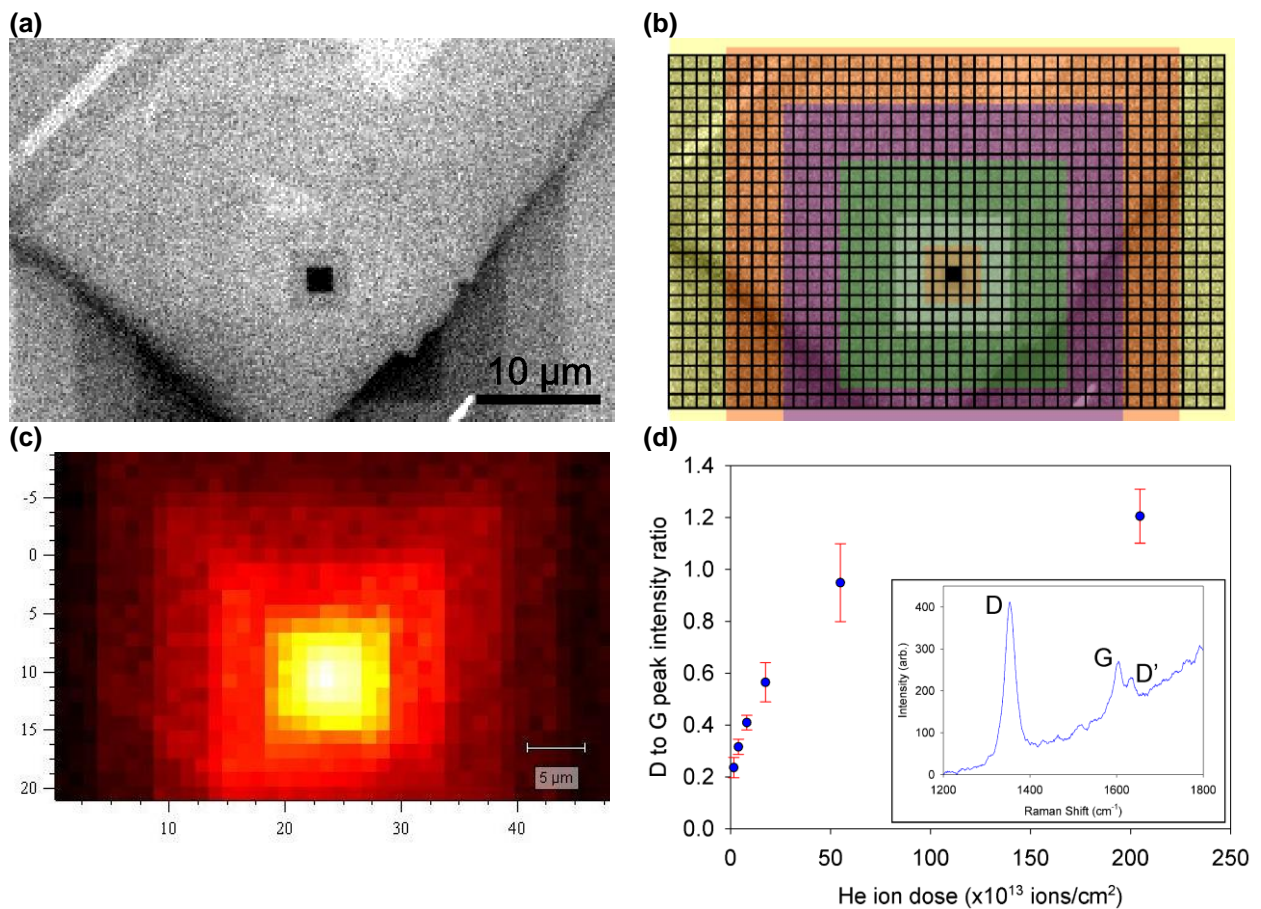 (a)
10 µm
(b)
(c)
-5
0
5
10
15
20
10
20
30
40
5 µm
(d)
D to G peak intensity ratio
1.4
1.2
1.0
0.8
0.6
0.4
0.2
0.0
0
50
100
150
200
250
He ion dose (x10¹³ ions/cm²)
Intensity (arb.)
400
300
200
100
0
D
G
D’
1200
1400
1600
1800
Raman Shift (cm⁻¹)